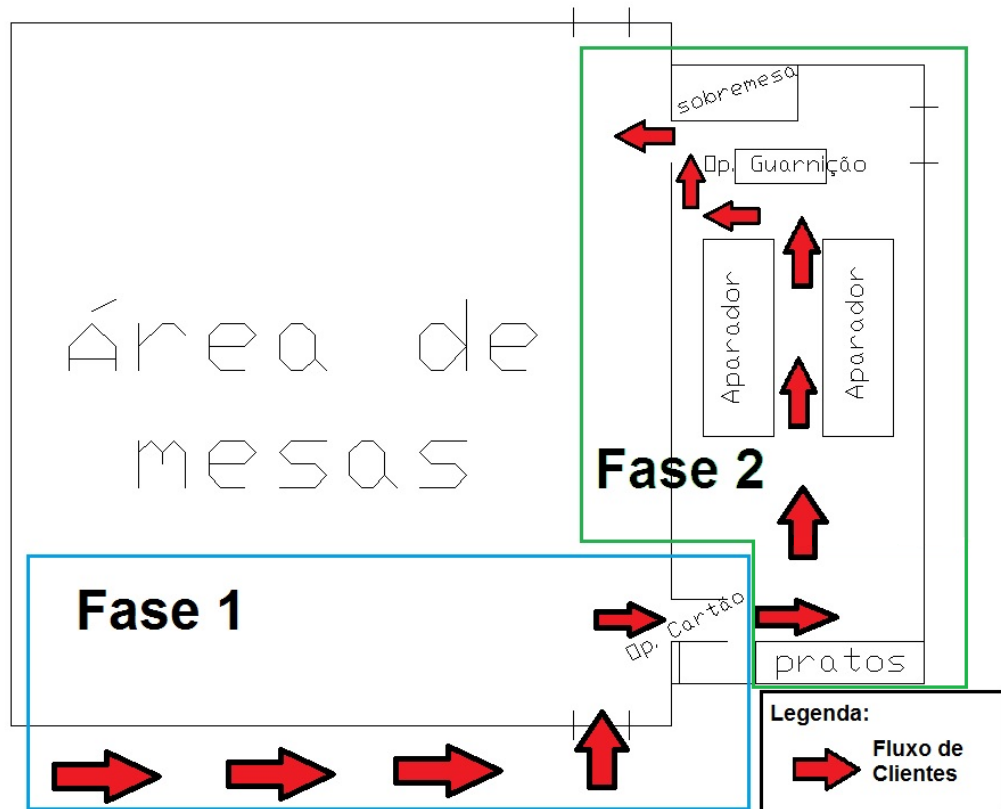 sobremesa
Op. Guarnição
Aparador
Aparador
Área de
mesas
Fase 2
Fase 1
Op. Cartão
pratos
Legenda:
Fluxo de
Clientes